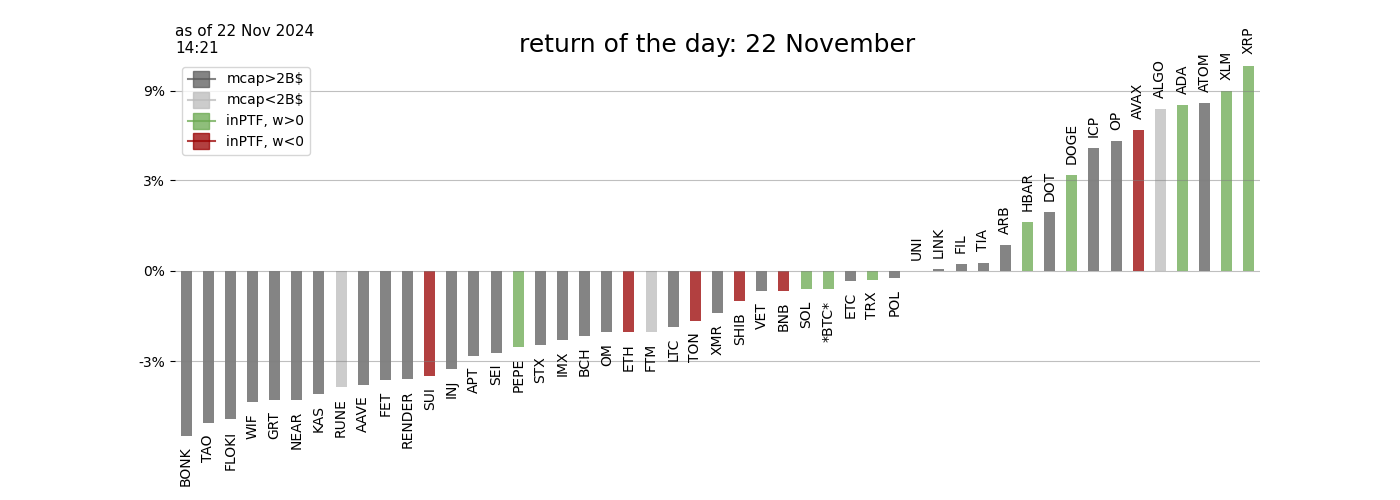 as of 22 Nov 2024
14:21
return of the day: 22 November
mcap>2B$
mcap<2B$
inPTF, w>0
inPTF, w<0
9%
3%
0%
-3%
BONK
TAO
FLOKI
WIF
GRT
NEAR
KAS
RUNE
AAVE
FET
RENDER
SUI
INJ
APT
SEI
PEPE
STX
IMX
BCH
OM
ETH
FTM
LTC
TON
XMR
SHIB
VET
BNB
SOL
*BTC*
ETC
TRX
POL
UNI
LINK
FIL
TIA
ARB
HBAR
DOT
DOGE
ICP
OP
AVAX
ALGO
ADA
ATOM
XLM
XRP